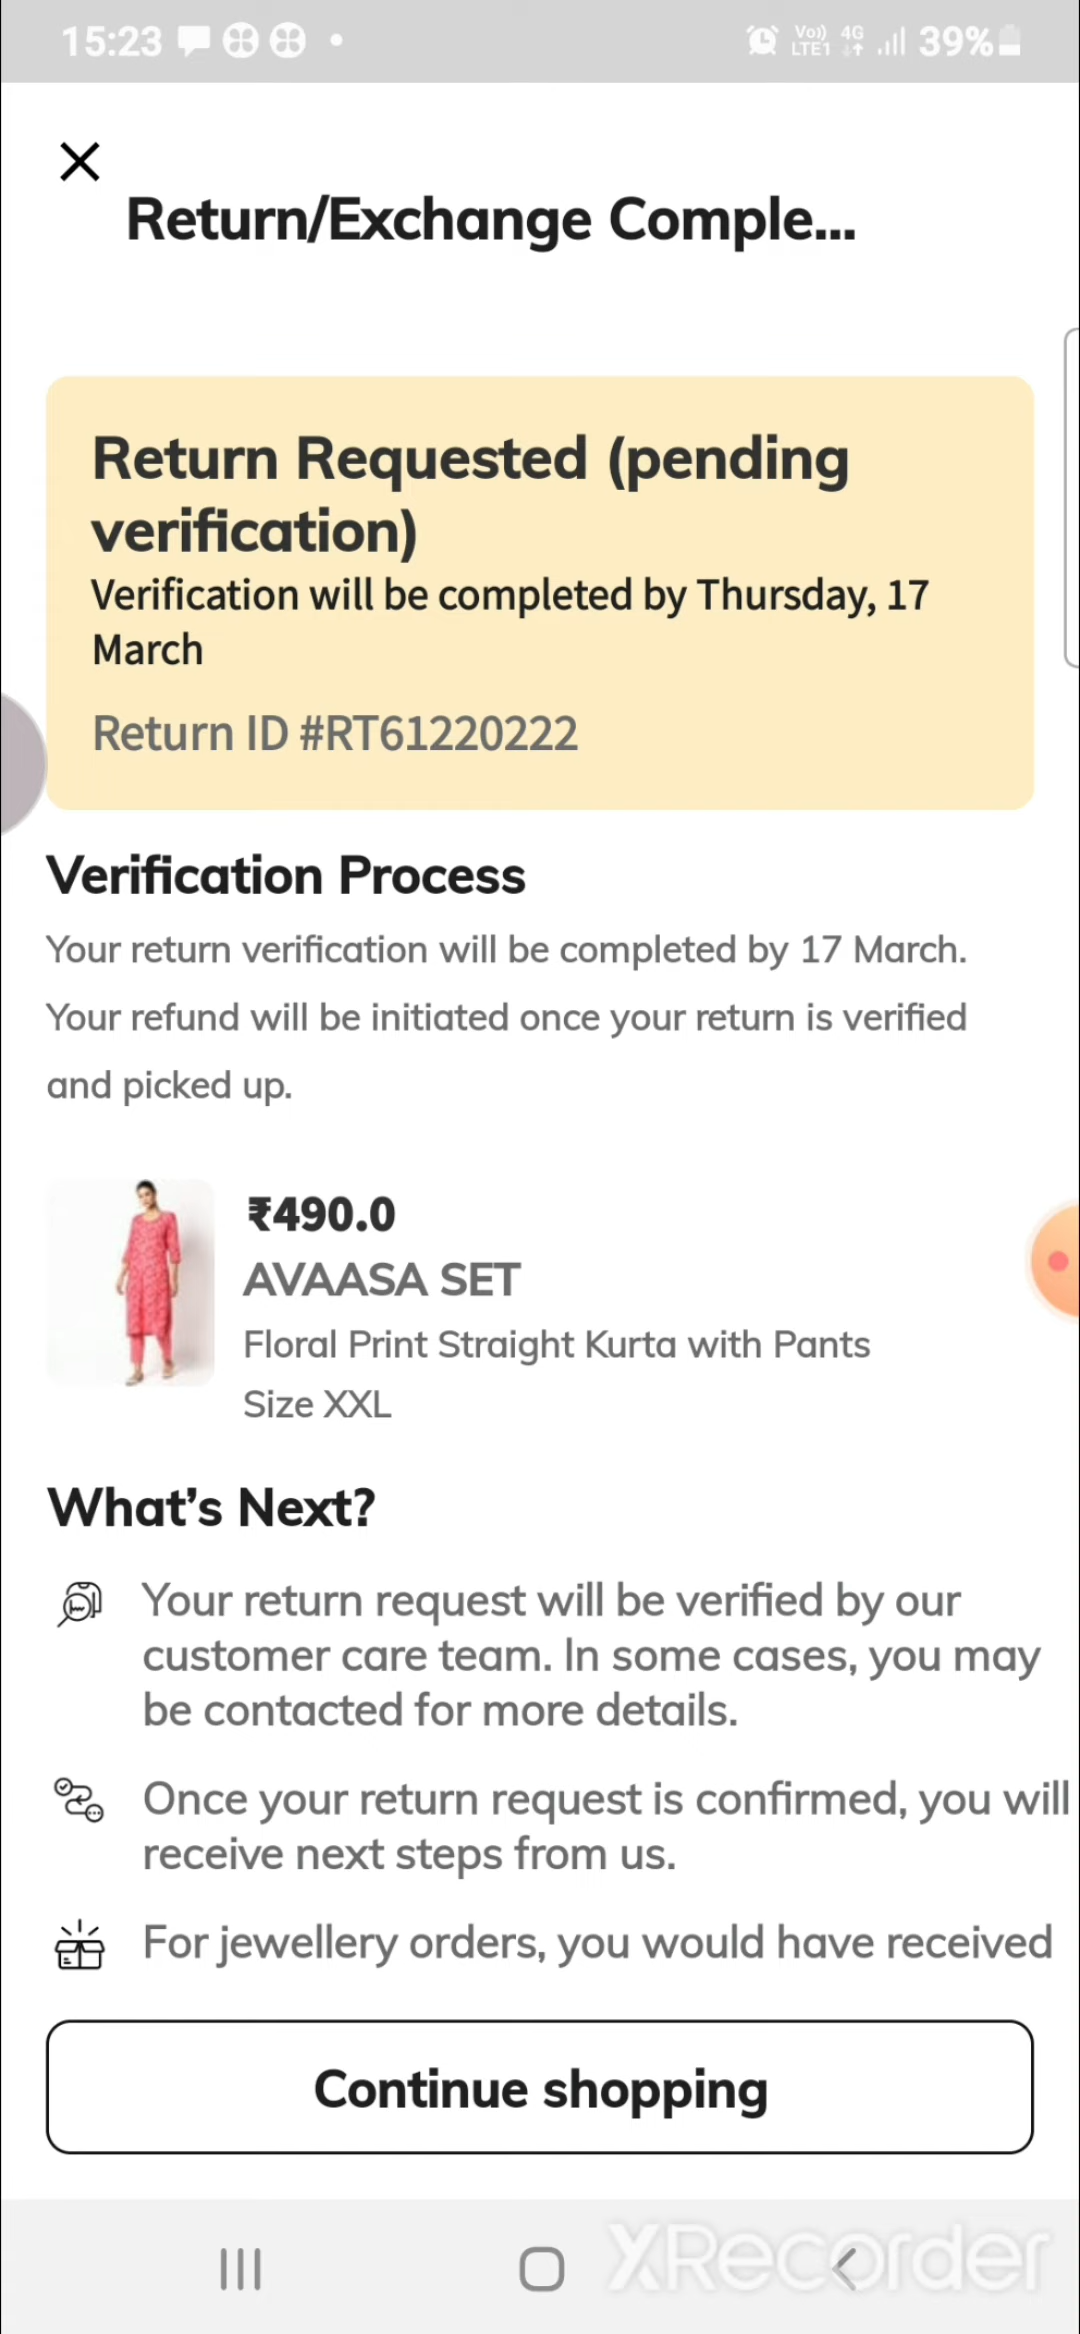 15:23
Vo)) 4G 39%
LTE1
Return/Exchange Comple...
Return Requested (pending
verification)
Verification will be completed by Thursday, 17
March
Return ID #RT61220222
Verification Process
Your return verification will be completed by 17 March.
Your refund will be initiated once your return is verified
and picked up.
₹490.0
AVAASA SET
Floral Print Straight Kurta with Pants
Size XXL
What's Next?
Your return request will be verified by our
customer care team. In some cases, you may
be contacted for more details.
Once your return request is confirmed, you will
receive next steps from us.
For jewellery orders, you would have received
Continue shopping
XRecorder